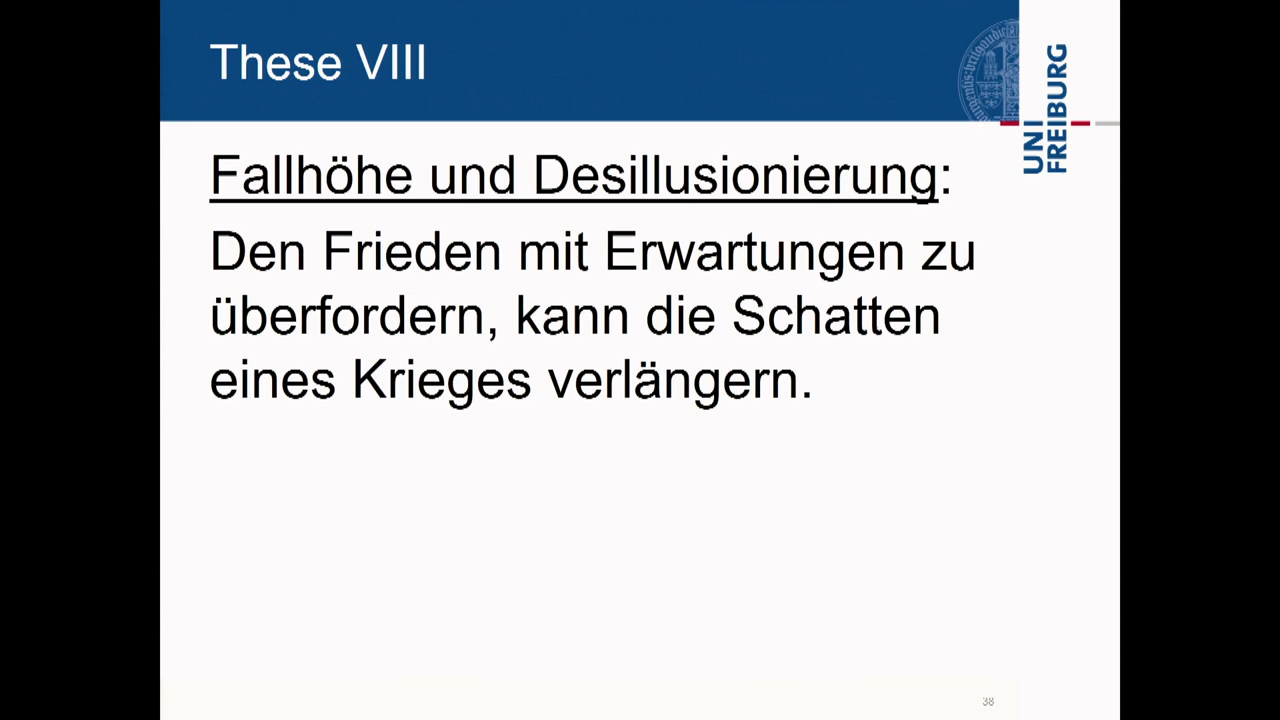 These VIII
UNI
FREIBURG
Fallhöhe und Desillusionierung:
Den Frieden mit Erwartungen zu
überfordern, kann die Schatten
eines Krieges verlängern.
38